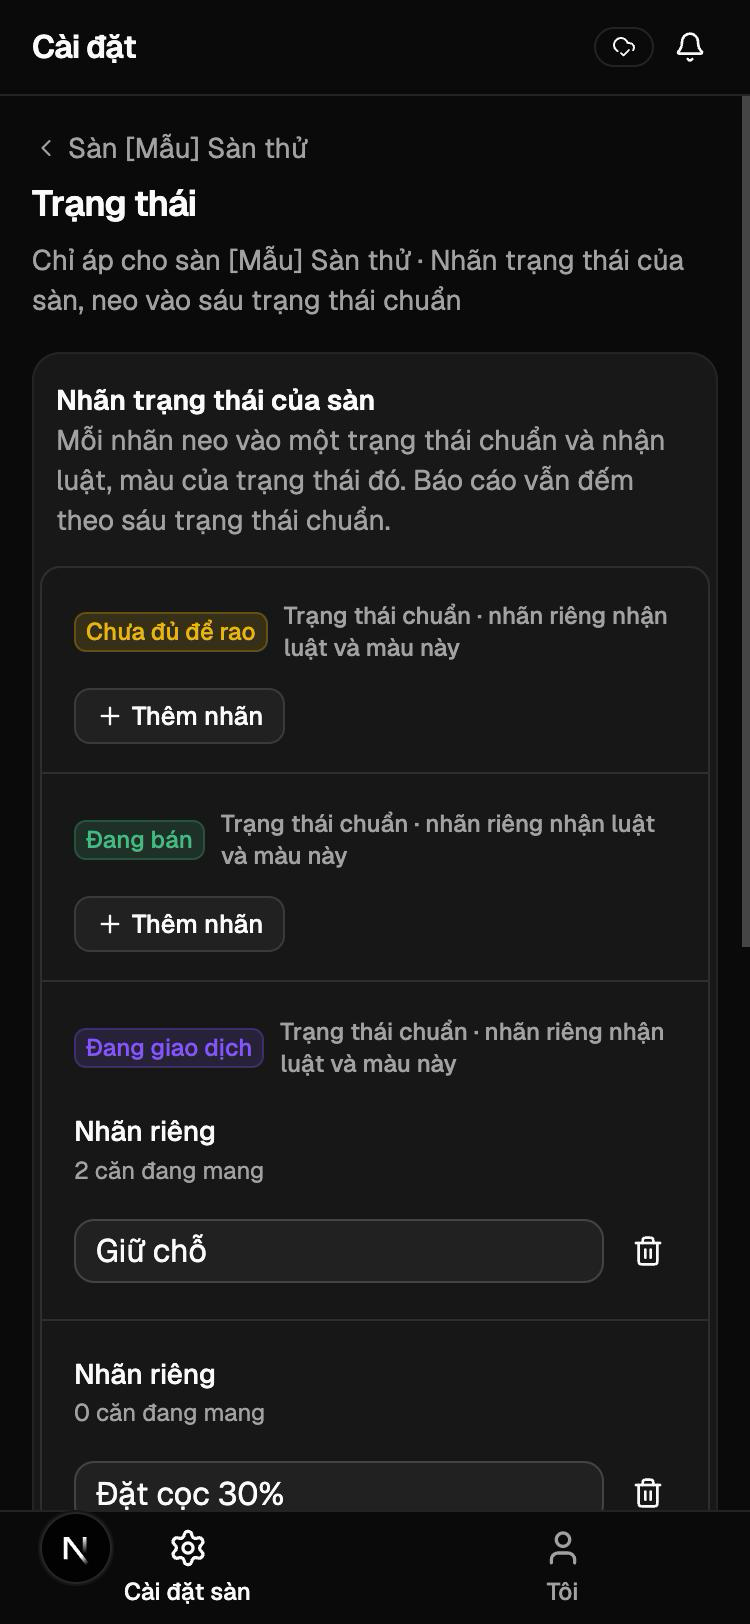 Cài đặt
Sàn [Mẫu] Sàn thử
Trạng thái
Chỉ áp cho sàn [Mẫu] Sàn thử · Nhãn trạng thái của
sàn, neo vào sáu trạng thái chuẩn
Nhãn trạng thái của sàn
Mỗi nhãn neo vào một trạng thái chuẩn và nhận
luật, màu của trạng thái đó. Báo cáo vẫn đếm
theo sáu trạng thái chuẩn.
Chưa đủ để rao
Trạng thái chuẩn · nhãn riêng nhận
luật và màu này
Thêm nhãn
Đang bán
Trạng thái chuẩn · nhãn riêng nhận luật
và màu này
Thêm nhãn
Đang giao dịch
Trạng thái chuẩn · nhãn riêng nhận
luật và màu này
Nhãn riêng
2 căn đang mang
Giữ chỗ
Nhãn riêng
0 căn đang mang
Đặt cọc 30%
N
Cài đặt sàn
Tôi